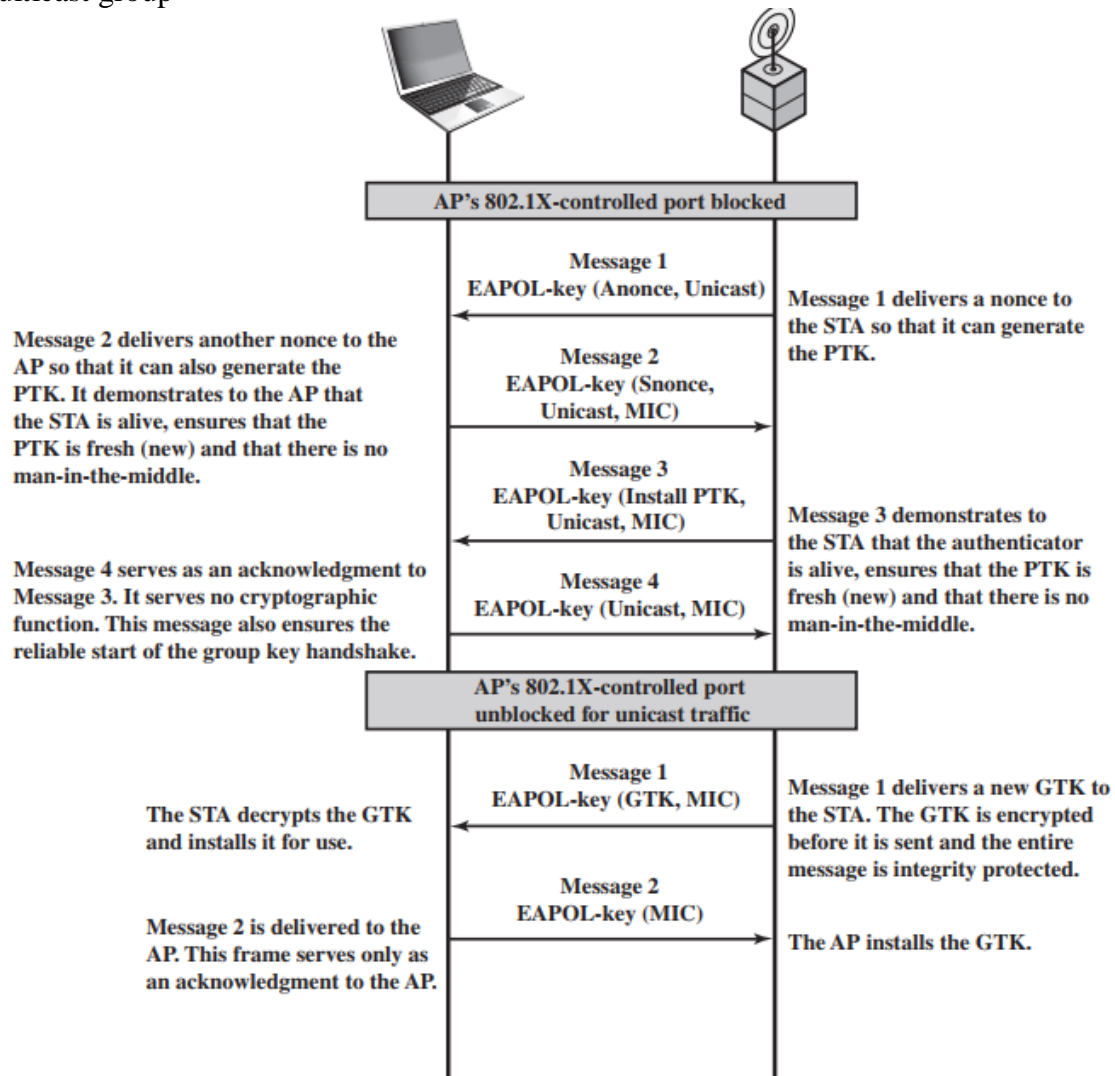 ulticast group
AP's 802.1X-controlled port blocked
Message 1
EAPOL-key (Anonce, Unicast)
Message 1 delivers a nonce to
the STA so that it can generate
the PTK.
Message 2 delivers another nonce to the
AP so that it can also generate the
PTK. It demonstrates to the AP that
the STA is alive, ensures that the
PTK is fresh (new) and that there is no
man-in-the-middle.
Message 2
EAPOL-key (Snonce,
Unicast, MIC)
Message 3
EAPOL-key (Install PTK,
Unicast, MIC)
Message 3 demonstrates to
the STA that the authenticator
is alive, ensures that the PTK is
fresh (new) and that there is no
man-in-the-middle.
Message 4 serves as an acknowledgment to
Message 3. It serves no cryptographic
function. This message also ensures the
reliable start of the group key handshake.
Message 4
EAPOL-key (Unicast, MIC)
AP's 802.1X-controlled port
unblocked for unicast traffic
Message 1
EAPOL-key (GTK, MIC)
Message 1 delivers a new GTK to
the STA. The GTK is encrypted
before it is sent and the entire
message is integrity protected.
The STA decrypts the GTK
and installs it for use.
Message 2
EAPOL-key (MIC)
Message 2 is delivered to the
AP. This frame serves only as
an acknowledgment to the AP.
The AP installs the GTK.